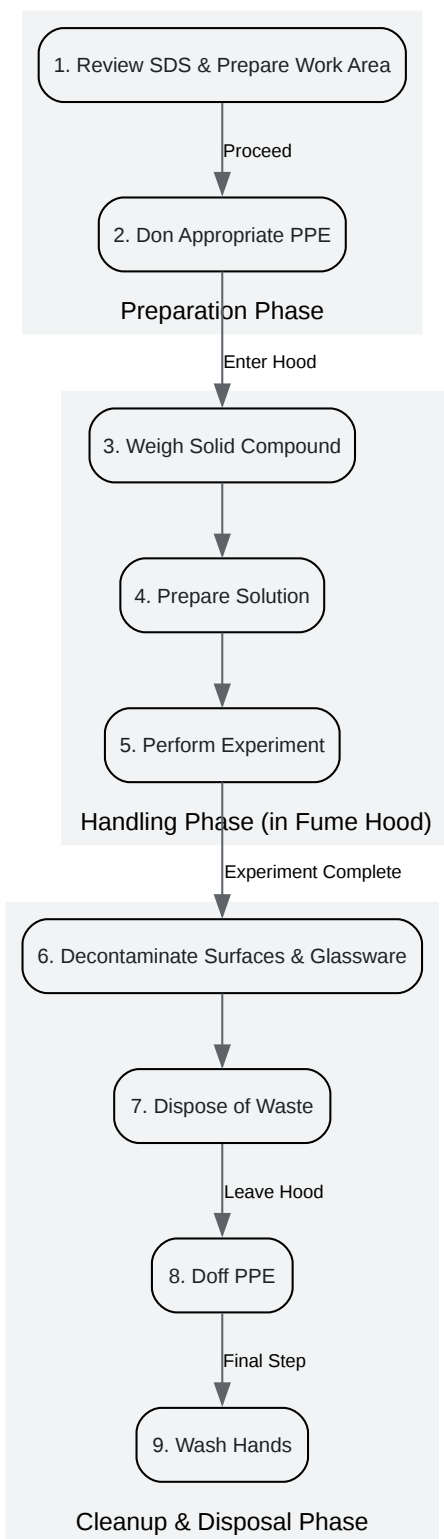 1. Review SDS & Prepare Work Area
Proceed
2. Don Appropriate PPE
Preparation Phase
Enter Hood
3. Weigh Solid Compound
4. Prepare Solution
5. Perform Experiment
Handling Phase (in Fume Hood)
Experiment Complete
6. Decontaminate Surfaces & Glassware
7. Dispose of Waste
Leave Hood
8. Doff PPE
Final Step
9. Wash Hands
Cleanup & Disposal Phase